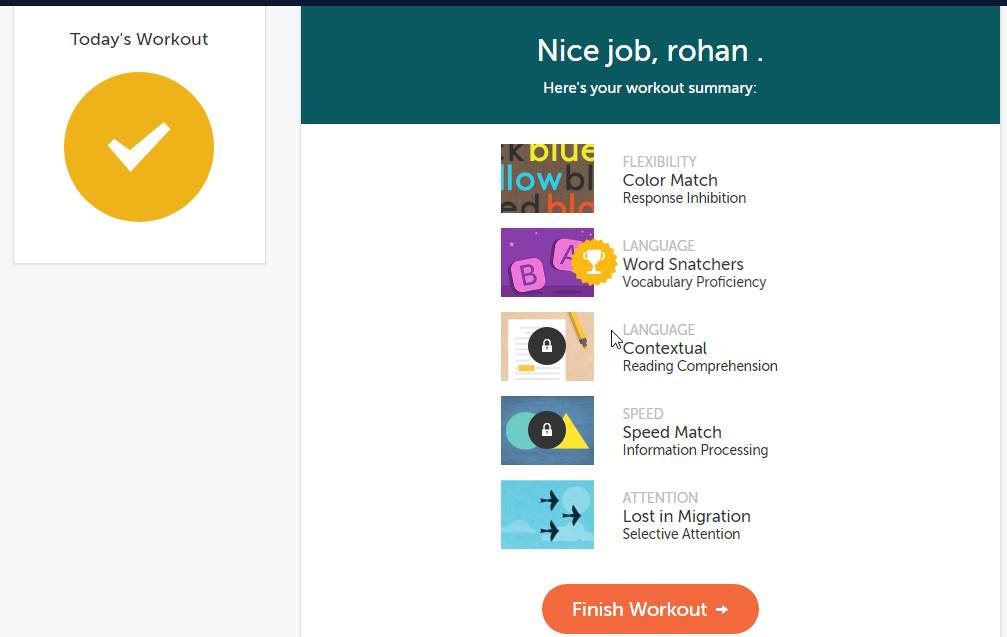 Today's Workout
Nice job, rohan .
Here's your workout summary:
k blue
llow bl
ed blo
FLEXIBILITY
Color Match
Response Inhibition
B A
LANGUAGE
Word Snatchers
Vocabulary Proficiency
LANGUAGE
Contextual
Reading Comprehension
SPEED
Speed Match
Information Processing
ATTENTION
Lost in Migration
Selective Attention
Finish Workout →